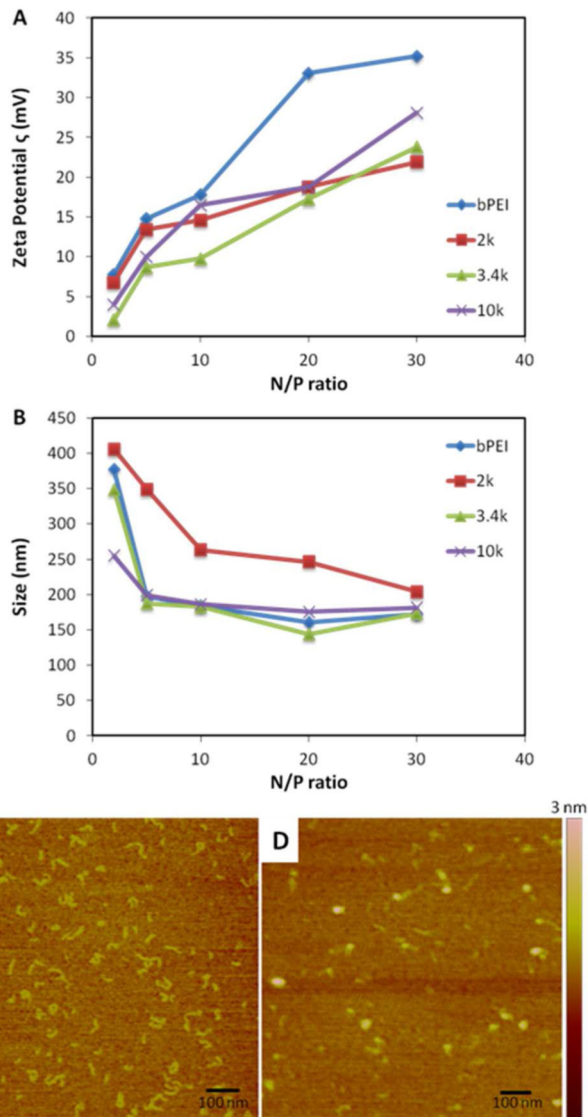 A
Zeta Potential ς (mV)
40
35
30
25
20
15
10
5
0
0 10 20 30 40
N/P ratio
bPEI
2k
3.4k
10k
B
Size (nm)
450
400
350
300
250
200
150
100
50
0
0 10 20 30 40
N/P ratio
bPEI
2k
3.4k
10k
D
3 nm
100 nm
100 nm